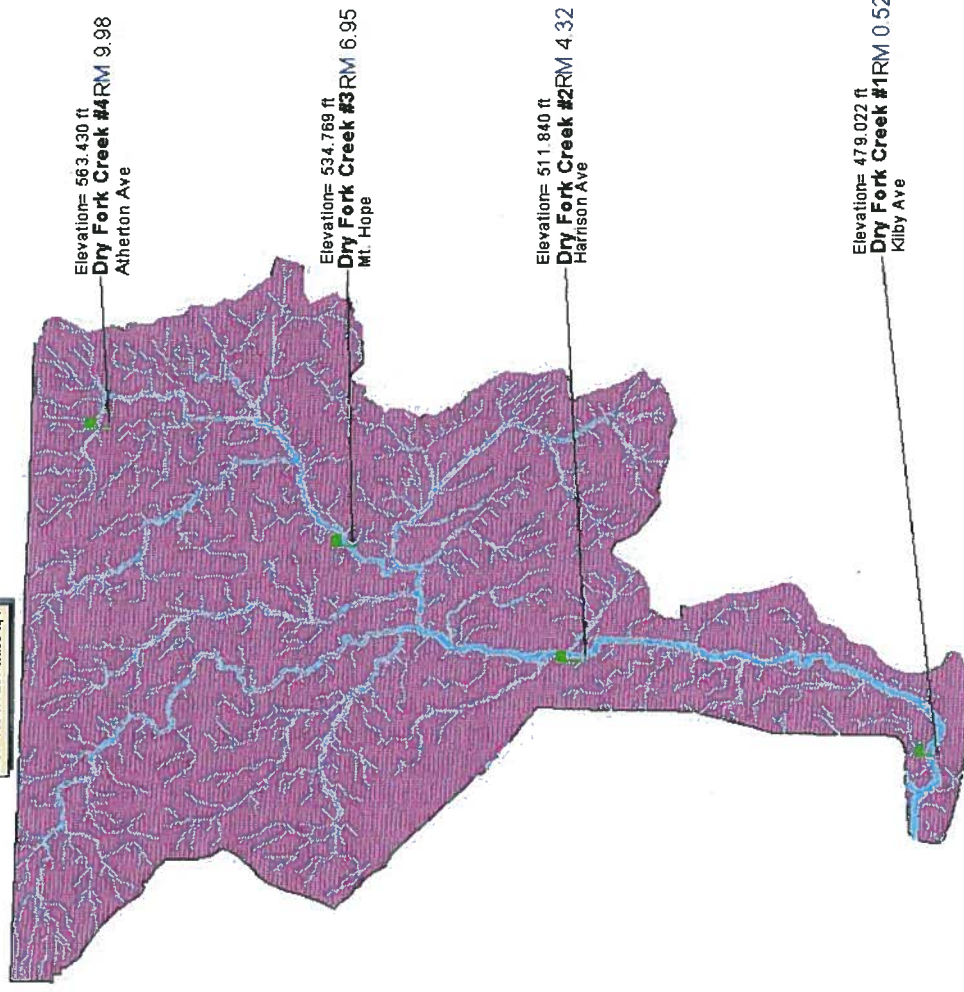 Elevation= 563.430 ft
Dry Fork Creek #4RM 9.98
Atherton Ave
Elevation= 534.769 ft
Dry Fork Creek #3RM 6.95
Mt. Hope
Elevation= 511.840 ft
Dry Fork Creek #2RM 4.32
Harrison Ave
Elevation= 479.022 ft
Dry Fork Creek #1RM 0.52
Kilby Ave